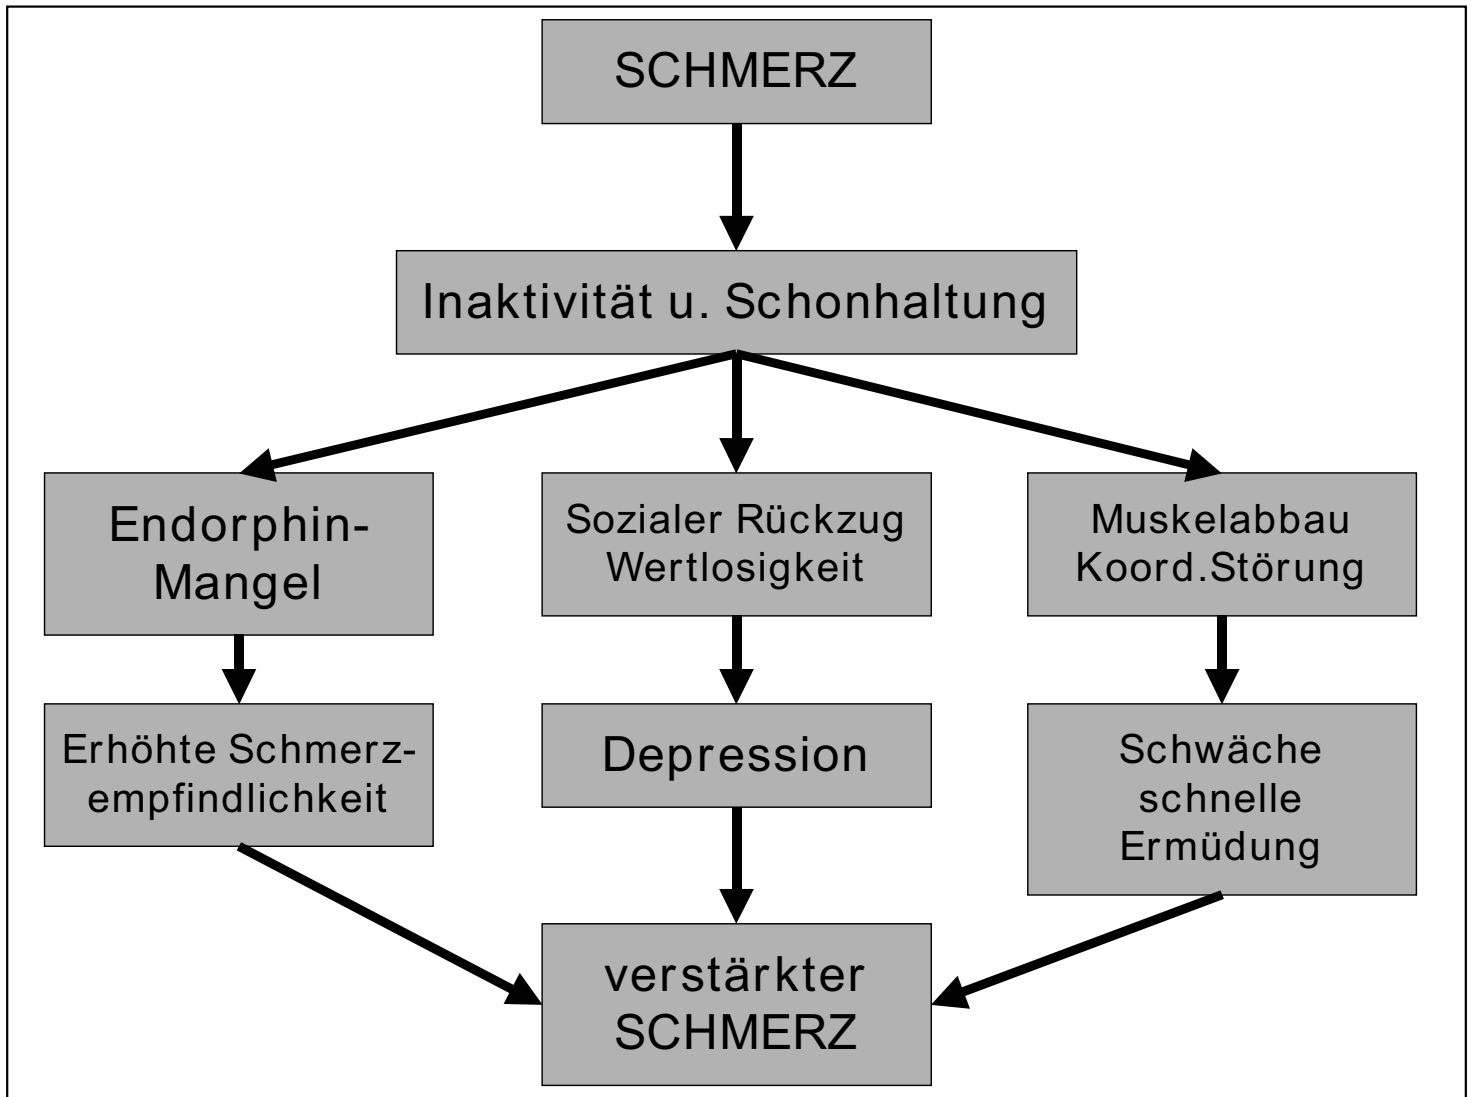 SCHMERZ
Inaktivität u. Schonhaltung
Endorphin-
Mangel
Sozialer Rückzug
Wertlosigkeit
Muskelabbau
Koord.Störung
Erhöhte Schmerz-
empfindlichkeit
Depression
Schwäche
schnelle
Ermüdung
verstärkter
SCHMERZ